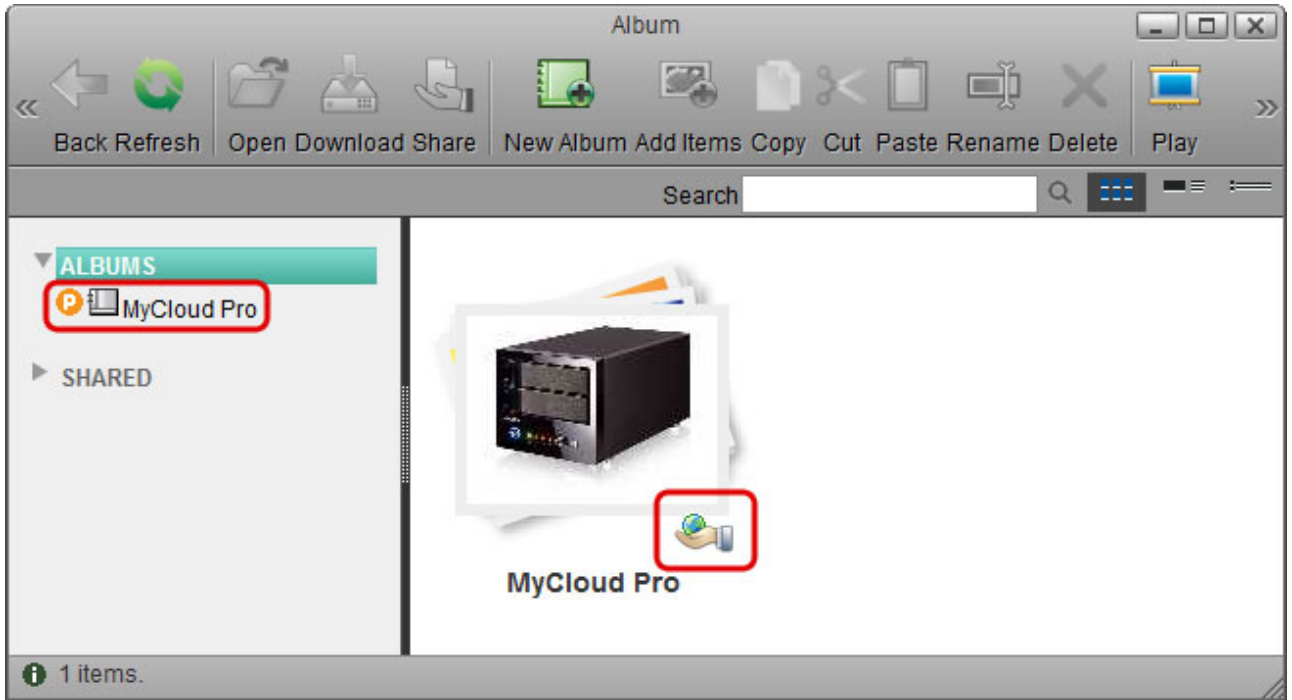 Album
Back Refresh Open Download Share New Album Add Items Copy Cut Paste Rename Delete Play
Search
ALBUMS
P MyCloud Pro
SHARED
MyCloud Pro
1 items.